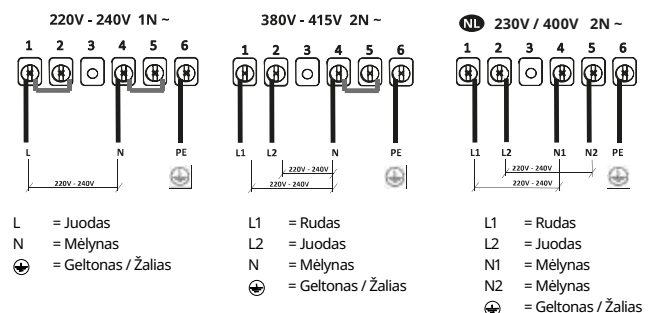 220V - 240V 1N ~
1 2 3 4 5 6
L N PE
220V - 240V
L = Juodas
N = Mėlynas
= Geltonas / Žalias
380V - 415V 2N ~
1 2 3 4 5 6
L1 L2 N PE
220V - 240V
220V - 240V
L1 = Rudas
L2 = Juodas
N = Mėlynas
= Geltonas / Žalias
NL 230V / 400V 2N ~
1 2 3 4 5 6
L1 L2 N1 N2 PE
220V - 240V
220V - 240V
L1 = Rudas
L2 = Juodas
N1 = Mėlynas
N2 = Mėlynas
= Geltonas / Žalias